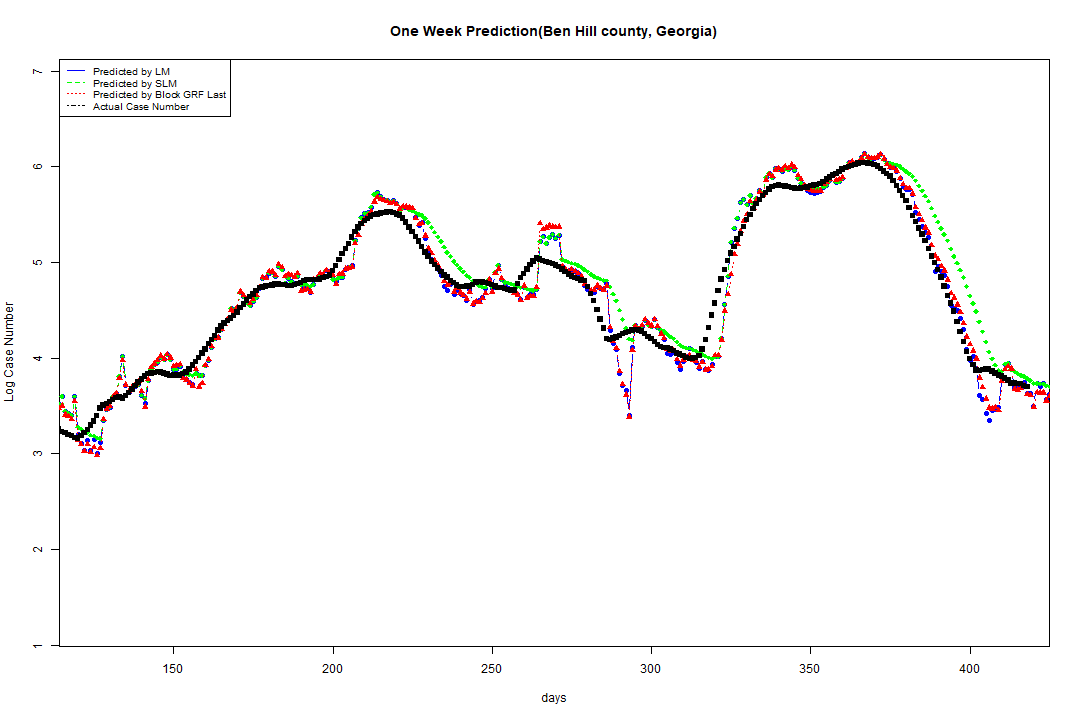 One Week Prediction(Ben Hill county, Georgia)
Predicted by LM
Predicted by SLM
Predicted by Block GRF Last
Actual Case Number
Log Case Number
7
6
5
4
3
2
1
150 200 250 300 350 400
days